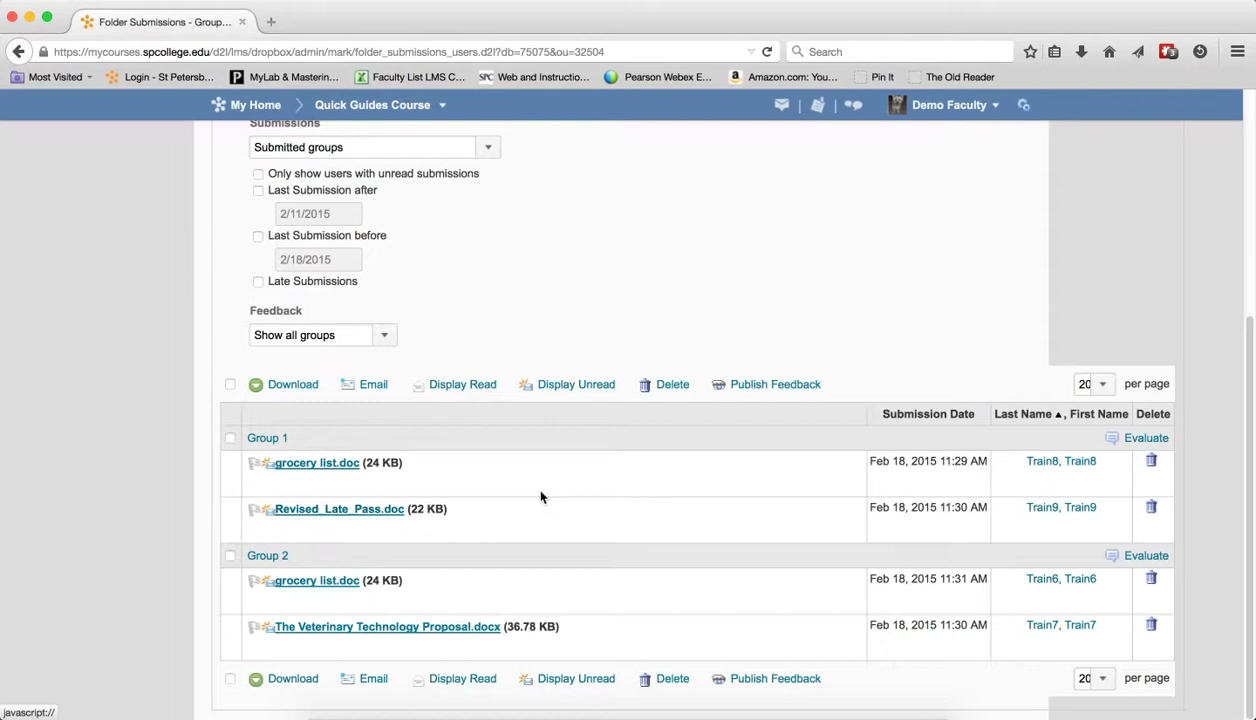 Folder Submissions - Group...
https://mycourses.spcollege.edu/d2l/lms/dropbox/admin/mark/folder_submissions_users.d2l?db=75075&ou=32504
Search
Most Visited
Login - St Petersb...
MyLab & Mastering...
Faculty List LMS C...
SPC Web and Instructio...
Pearson Webex E...
Amazon.com: You...
Pin It
The Old Reader
My Home
Quick Guides Course
Demo Faculty
Submissions
Submitted groups
Only show users with unread submissions
Last Submission after
2/11/2015
Last Submission before
2/18/2015
Late Submissions
Feedback
Show all groups
Download Email Display Read Display Unread Delete Publish Feedback 20 per page
Submission Date Last Name ▲, First Name Delete
Group 1 Evaluate
grocery list.doc (24 KB) Feb 18, 2015 11:29 AM Train8, Train8
Revised_Late_Pass.doc (22 KB) Feb 18, 2015 11:30 AM Train9, Train9
Group 2 Evaluate
grocery list.doc (24 KB) Feb 18, 2015 11:31 AM Train6, Train6
The Veterinary Technology Proposal.docx (36.78 KB) Feb 18, 2015 11:30 AM Train7, Train7
Download Email Display Read Display Unread Delete Publish Feedback 20 per page
javascript://